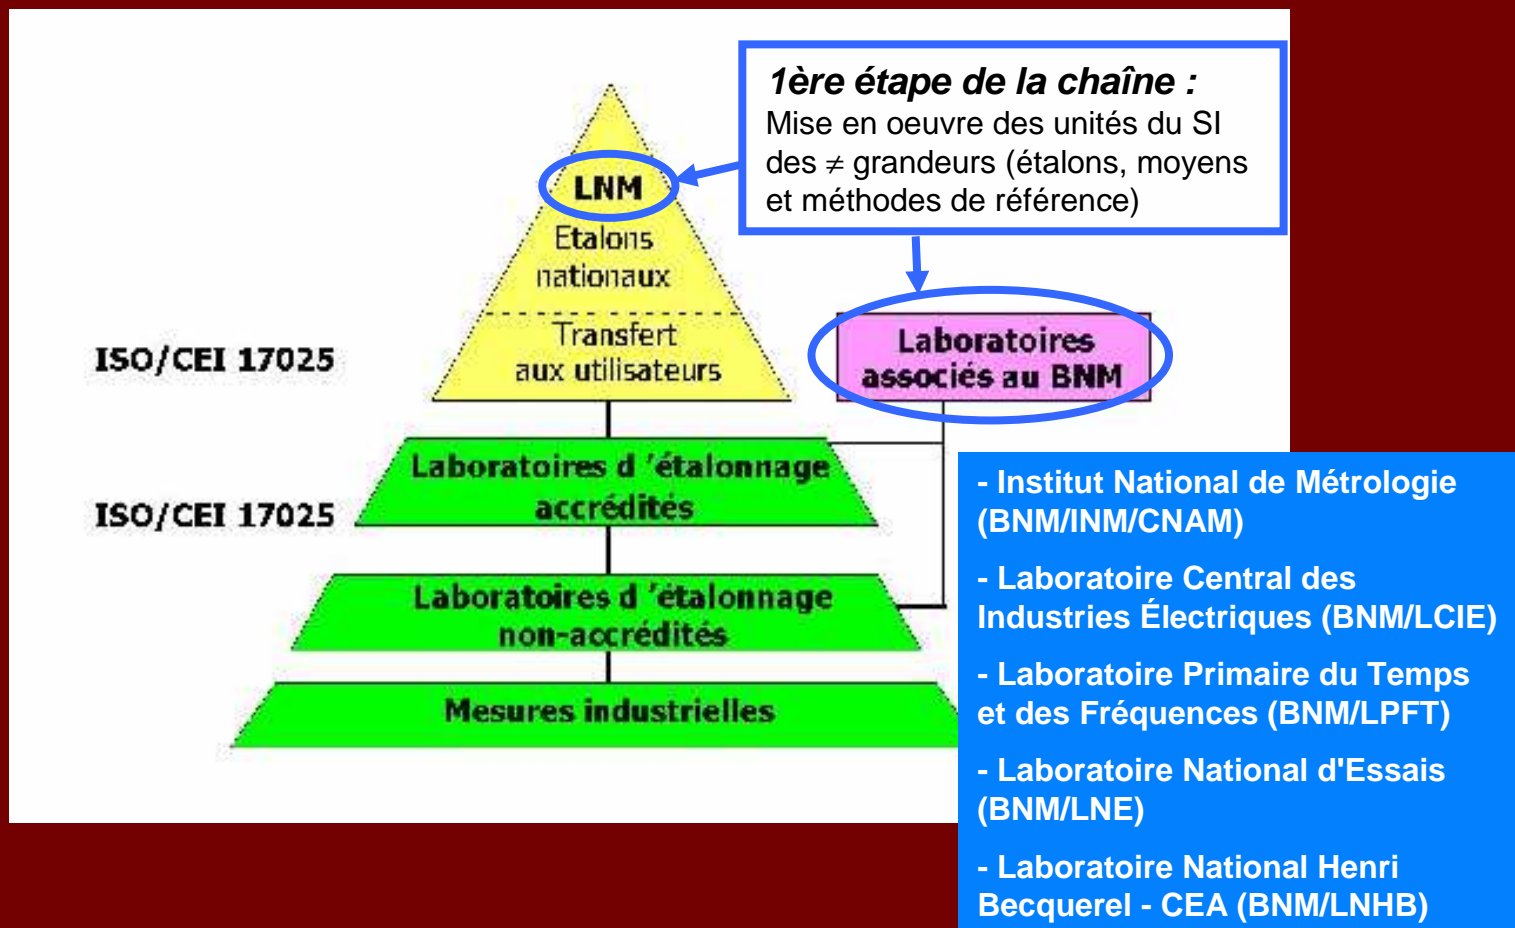 1ère étape de la chaîne :
Mise en oeuvre des unités du SI
des ≠ grandeurs (étalons, moyens
et méthodes de référence)
LNM
Etalons
nationaux
Transfert
aux utilisateurs
ISO/CEI 17025
Laboratoires
associés au BNM
Laboratoires d ’étalonnage
accrédités
ISO/CEI 17025
Laboratoires d ’étalonnage
non-accrédités
Mesures industrielles
- Institut National de Métrologie
(BNM/INM/CNAM)
- Laboratoire Central des
Industries Électriques (BNM/LCIE)
- Laboratoire Primaire du Temps
et des Fréquences (BNM/LPFT)
- Laboratoire National d'Essais
(BNM/LNE)
- Laboratoire National Henri
Becquerel - CEA (BNM/LNHB)